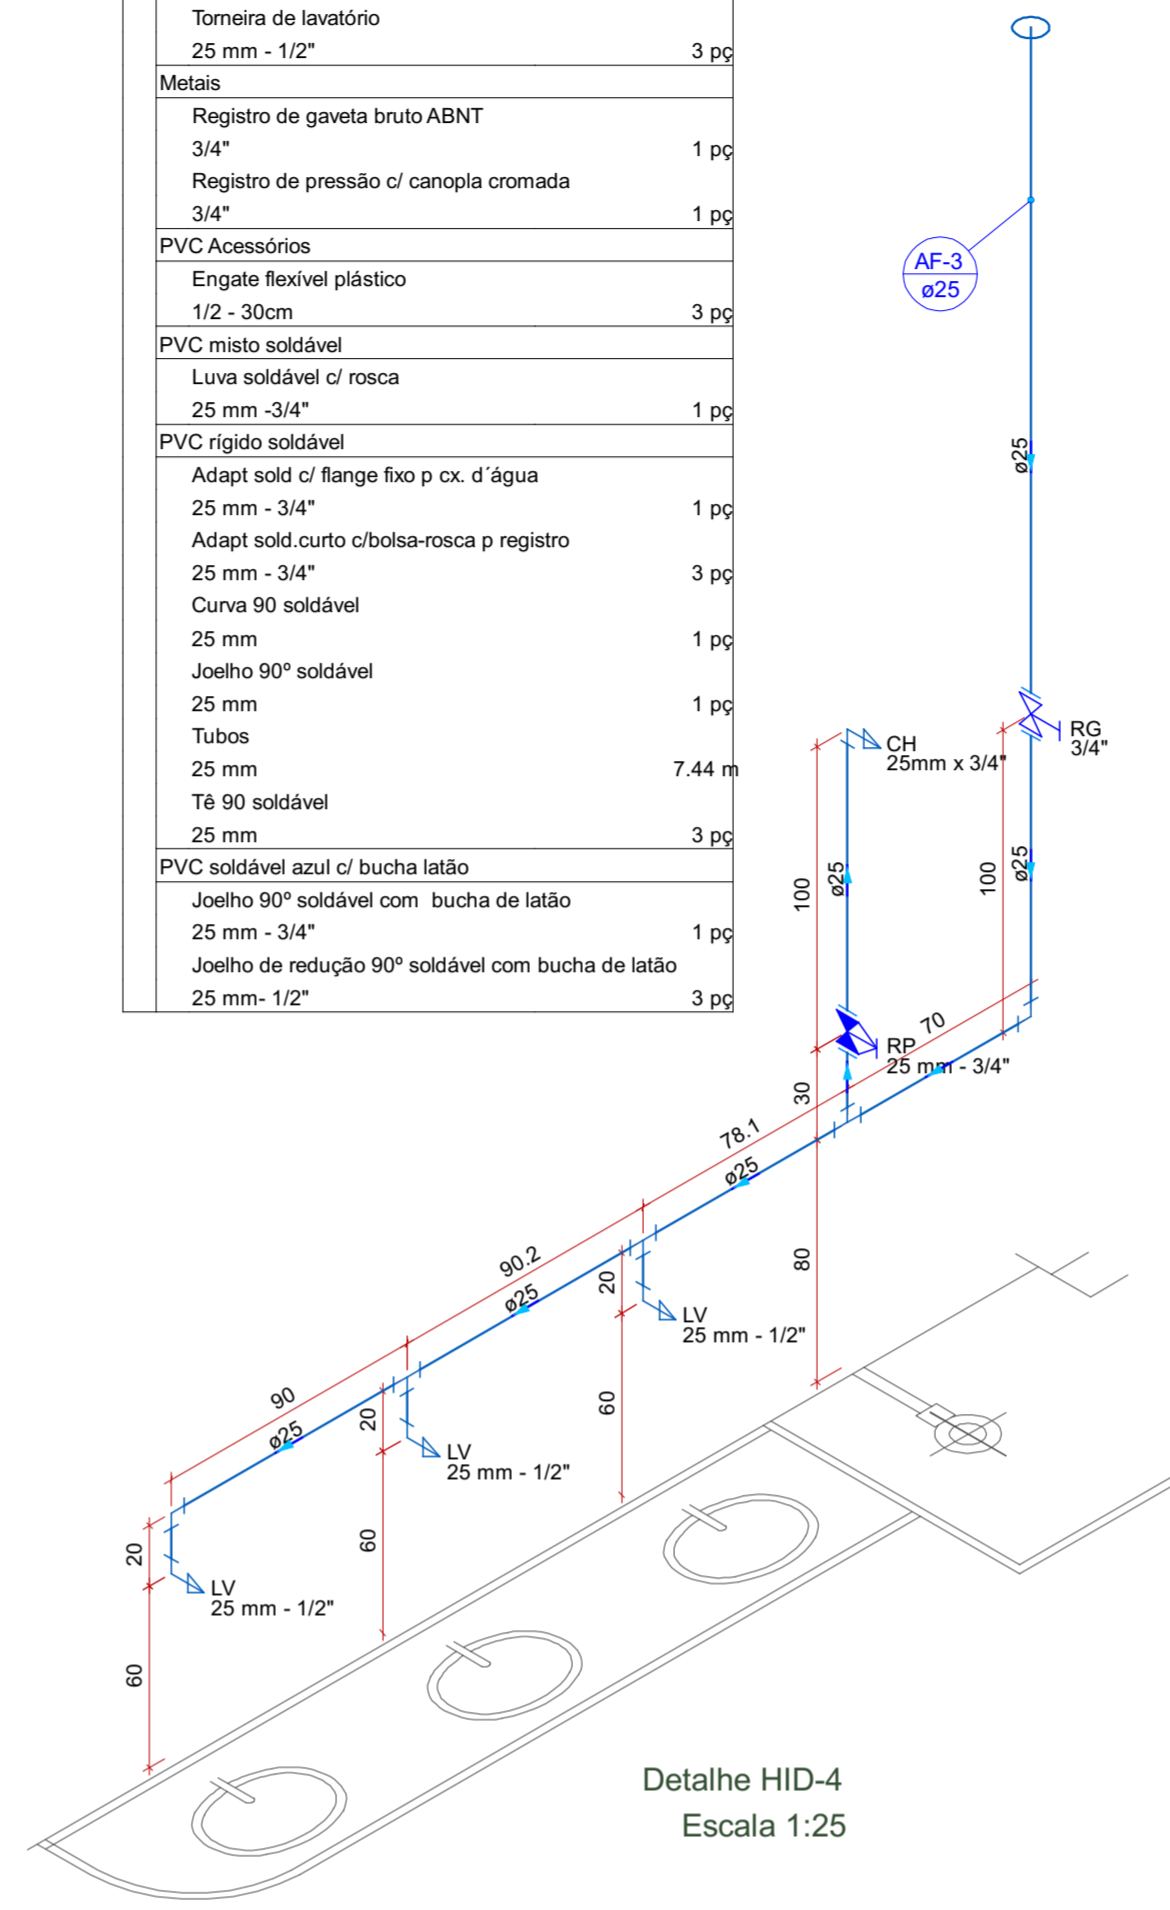 Torneira de lavatório
25 mm - 1/2" 3 pç
Metais
Registro de gaveta bruto ABNT
3/4" 1 pç
Registro de pressão c/ canopla cromada
3/4" 1 pç
PVC Acessórios
Engate flexível plástico
1/2 - 30cm 3 pç
PVC misto soldável
Luva soldável c/ rosca
25 mm -3/4" 1 pç
PVC rígido soldável
Adapt sold c/ flange fixo p cx. d´água
25 mm - 3/4" 1 pç
Adapt sold.curto c/bolsa-rosca p registro
25 mm - 3/4" 3 pç
Curva 90 soldável
25 mm 1 pç
Joelho 90º soldável
25 mm 1 pç
Tubos
25 mm 7.44 m
Tê 90 soldável
25 mm 3 pç
PVC soldável azul c/ bucha latão
Joelho 90º soldável com bucha de latão
25 mm - 3/4" 1 pç
Joelho de redução 90º soldável com bucha de latão
25 mm- 1/2" 3 pç
AF-3
ø25
ø25
RG
3/4"
CH
25mm x 3/4"
100
ø25
100
ø25
70
RP
25 mm - 3/4"
30
78.1
ø25
80
90.2
ø25
20
LV
25 mm - 1/2"
60
90
ø25
20
LV
25 mm - 1/2"
60
20
LV
25 mm - 1/2"
60
Detalhe HID-4
Escala 1:25